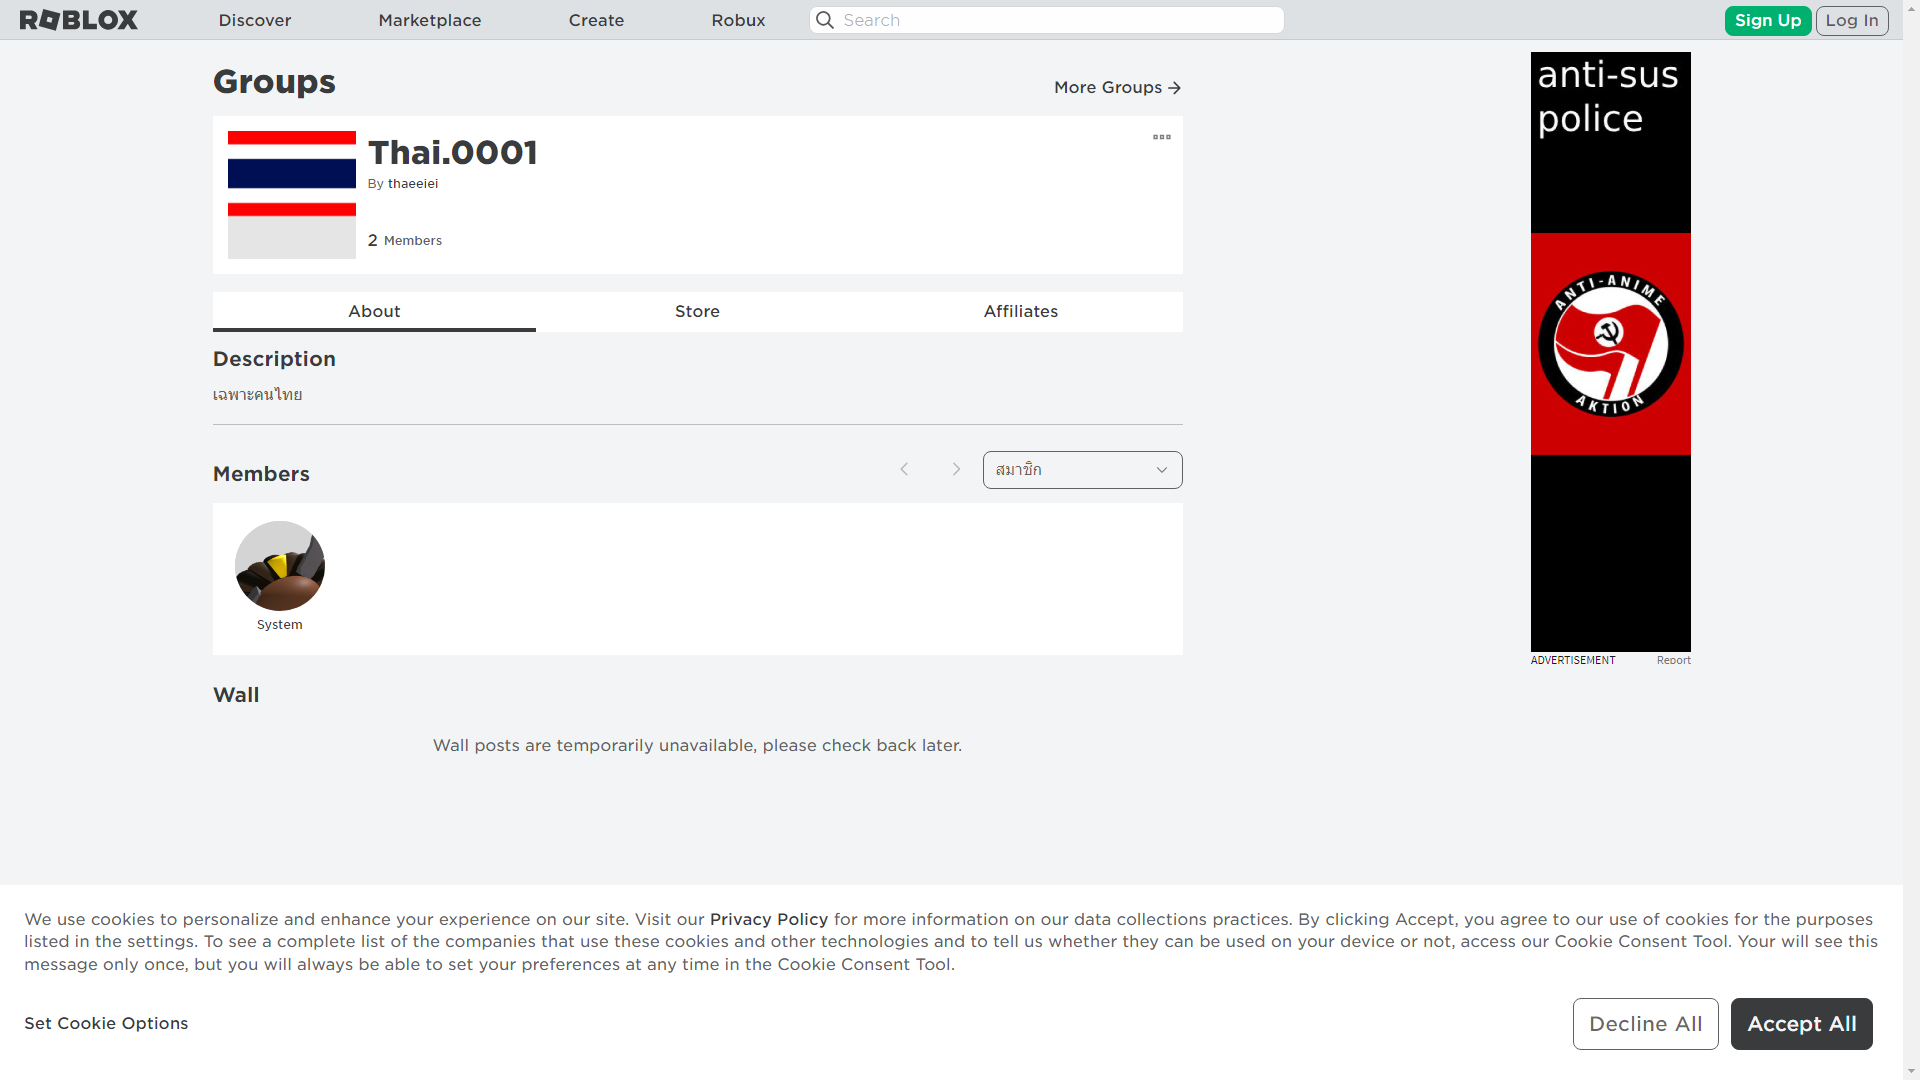 ROBLOX
Discover
Marketplace
Create
Robux
Search
Sign Up
Log In
Groups
More Groups
Thai.0001
By thaeeiei
2 Members
About
Store
Affiliates
Description
เฉพาะคนไทย
Members
สมาชิก
System
Wall
Wall posts are temporarily unavailable, please check back later.
anti-sus
police
ANTI-ANIME
AKTION
ADVERTISEMENT
Report
We use cookies to personalize and enhance your experience on our site. Visit our Privacy Policy for more information on our data collections practices. By clicking Accept, you agree to our use of cookies for the purposes
listed in the settings. To see a complete list of the companies that use these cookies and other technologies and to tell us whether they can be used on your device or not, access our Cookie Consent Tool. Your will see this
message only once, but you will always be able to set your preferences at any time in the Cookie Consent Tool.
Set Cookie Options
Decline All
Accept All